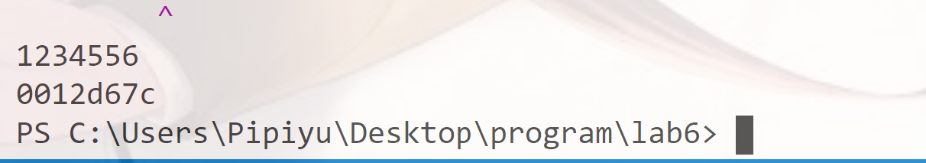 ^
1234556
0012d67c
PS C:\Users\Pipiyu\Desktop\program\lab6>